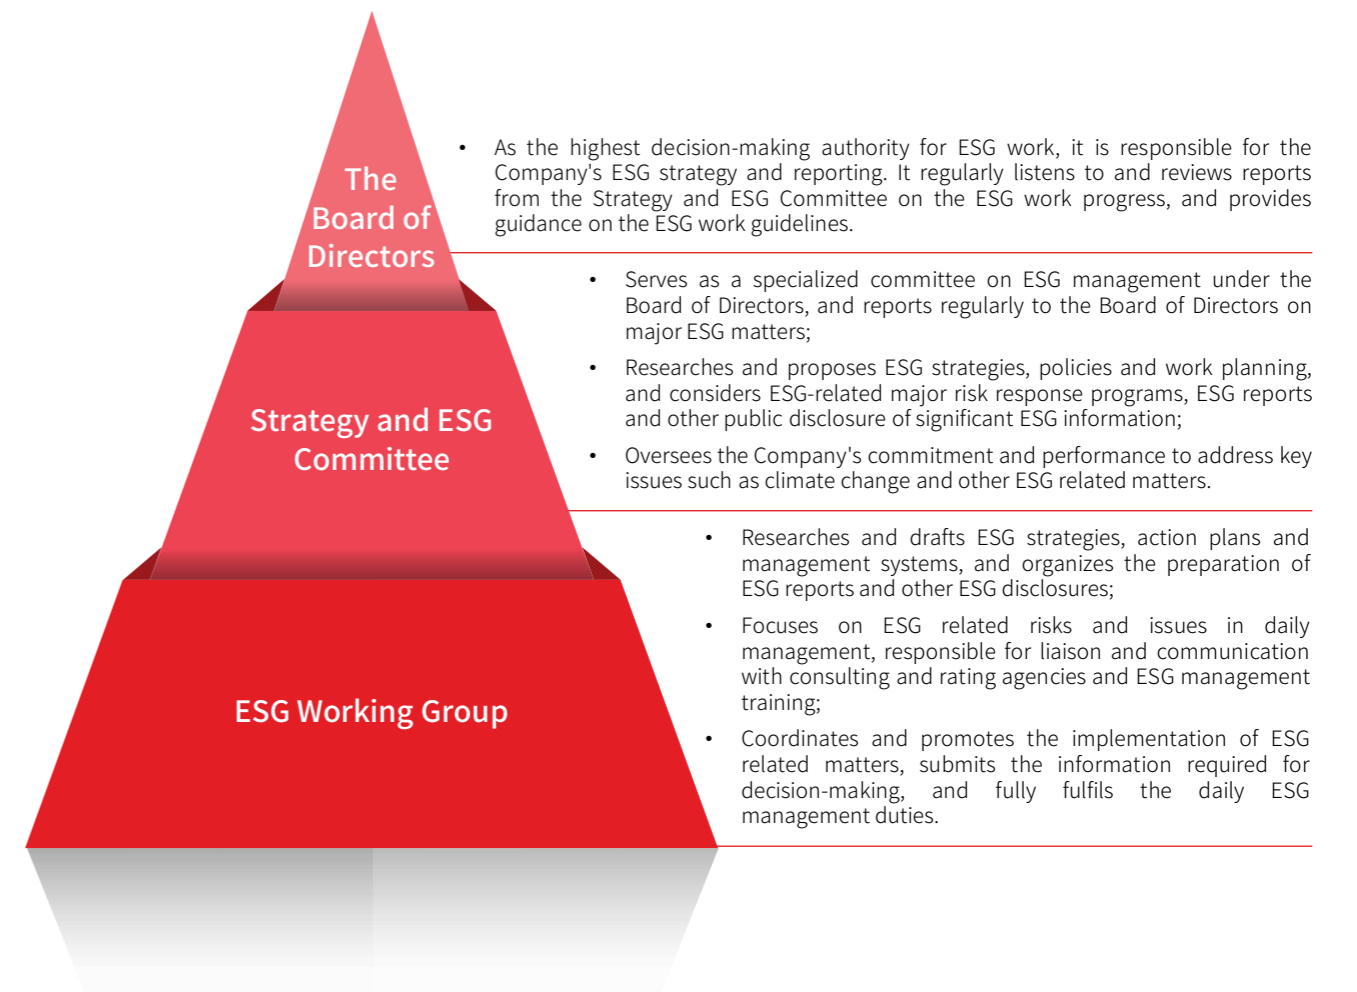 The
Board of
Directors
• As the highest decision-making authority for ESG work, it is responsible for the
Company's ESG strategy and reporting. It regularly listens to and reviews reports
from the Strategy and ESG Committee on the ESG work progress, and provides
guidance on the ESG work guidelines.
Strategy and ESG
Committee
• Serves as a specialized committee on ESG management under the
Board of Directors, and reports regularly to the Board of Directors on
major ESG matters;
• Researches and proposes ESG strategies, policies and work planning,
and considers ESG-related major risk response programs, ESG reports
and other public disclosure of significant ESG information;
• Oversees the Company's commitment and performance to address key
issues such as climate change and other ESG related matters.
ESG Working Group
• Researches and drafts ESG strategies, action plans and
management systems, and organizes the preparation of
ESG reports and other ESG disclosures;
• Focuses on ESG related risks and issues in daily
management, responsible for liaison and communication
with consulting and rating agencies and ESG management
training;
• Coordinates and promotes the implementation of ESG
related matters, submits the information required for
decision-making, and fully fulfils the daily ESG
management duties.